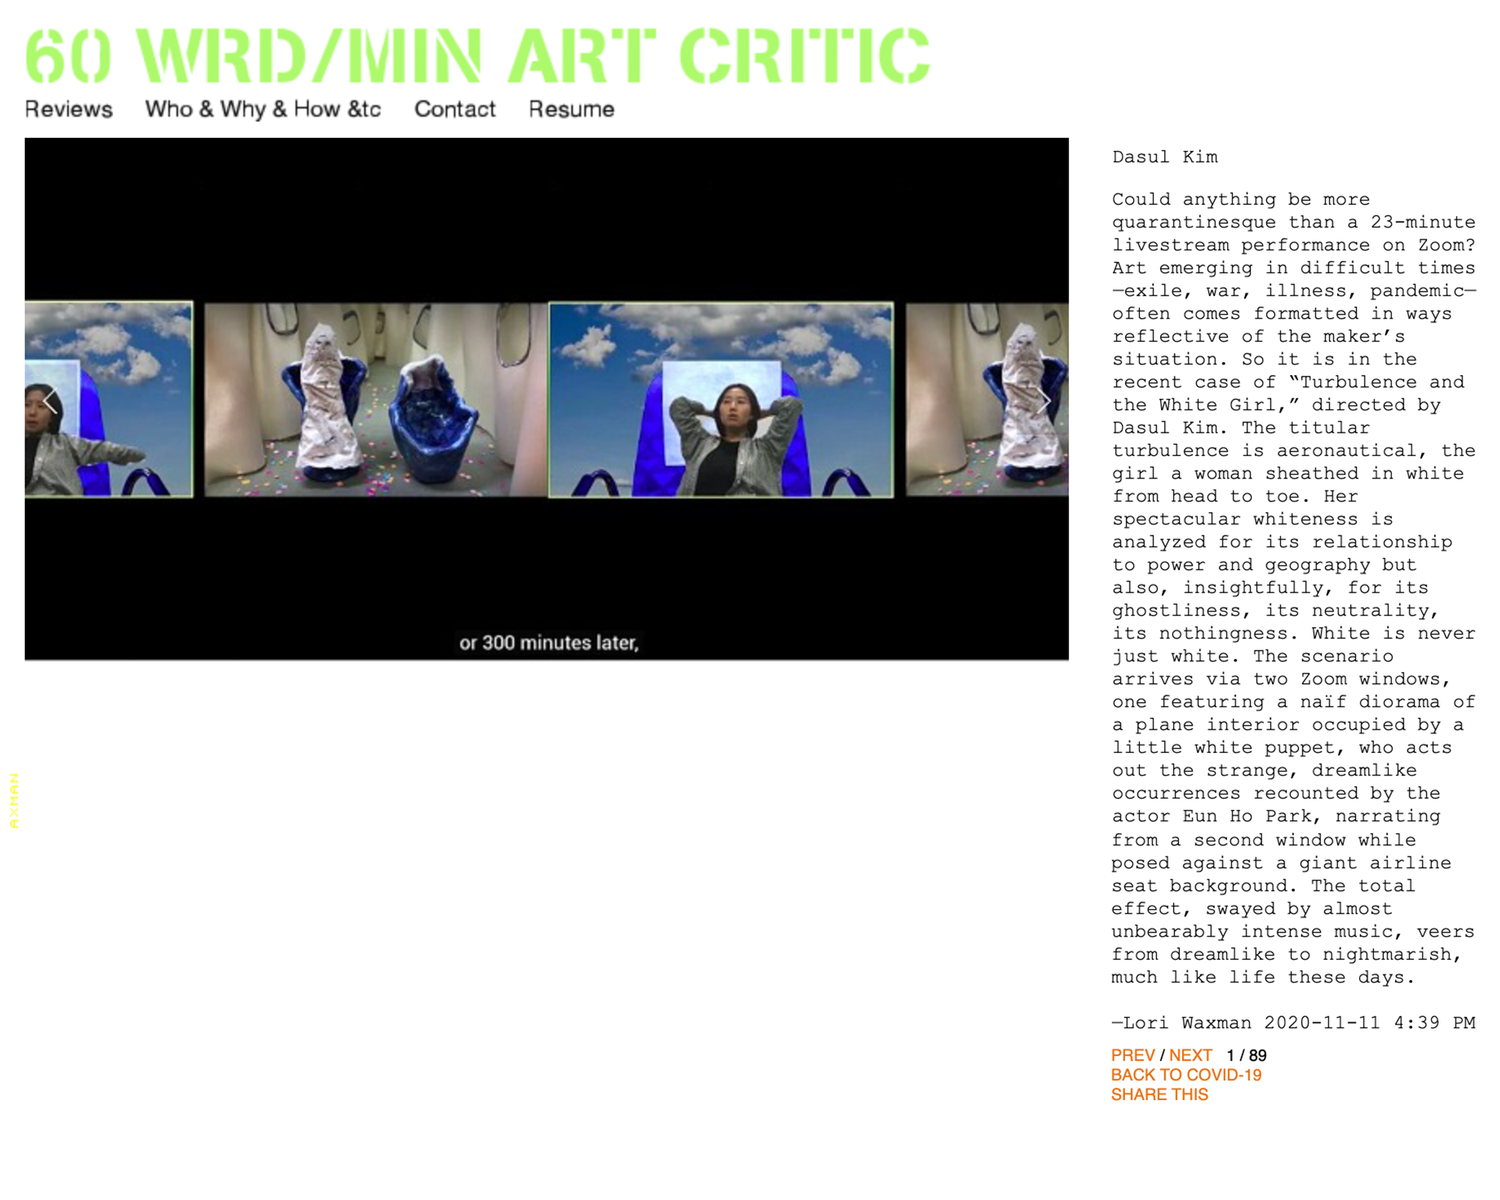 60 WRD/MIN ART CRITIC
Reviews Who & Why & How &tc Contact Resume
or 300 minutes later,
AXMAN
Dasul Kim
Could anything be more
quarantinesque than a 23-minute
livestream performance on Zoom?
Art emerging in difficult times
—exile, war, illness, pandemic—
often comes formatted in ways
reflective of the maker’s
situation. So it is in the
recent case of “Turbulence and
the White Girl,” directed by
Dasul Kim. The titular
turbulence is aeronautical, the
girl a woman sheathed in white
from head to toe. Her
spectacular whiteness is
analyzed for its relationship
to power and geography but
also, insightfully, for its
ghostliness, its neutrality,
its nothingness. White is never
just white. The scenario
arrives via two Zoom windows,
one featuring a naïf diorama of
a plane interior occupied by a
little white puppet, who acts
out the strange, dreamlike
occurrences recounted by the
actor Eun Ho Park, narrating
from a second window while
posed against a giant airline
seat background. The total
effect, swayed by almost
unbearably intense music, veers
from dreamlike to nightmarish,
much like life these days.
—Lori Waxman 2020-11-11 4:39 PM
PREV / NEXT 1 / 89
BACK TO COVID-19
SHARE THIS